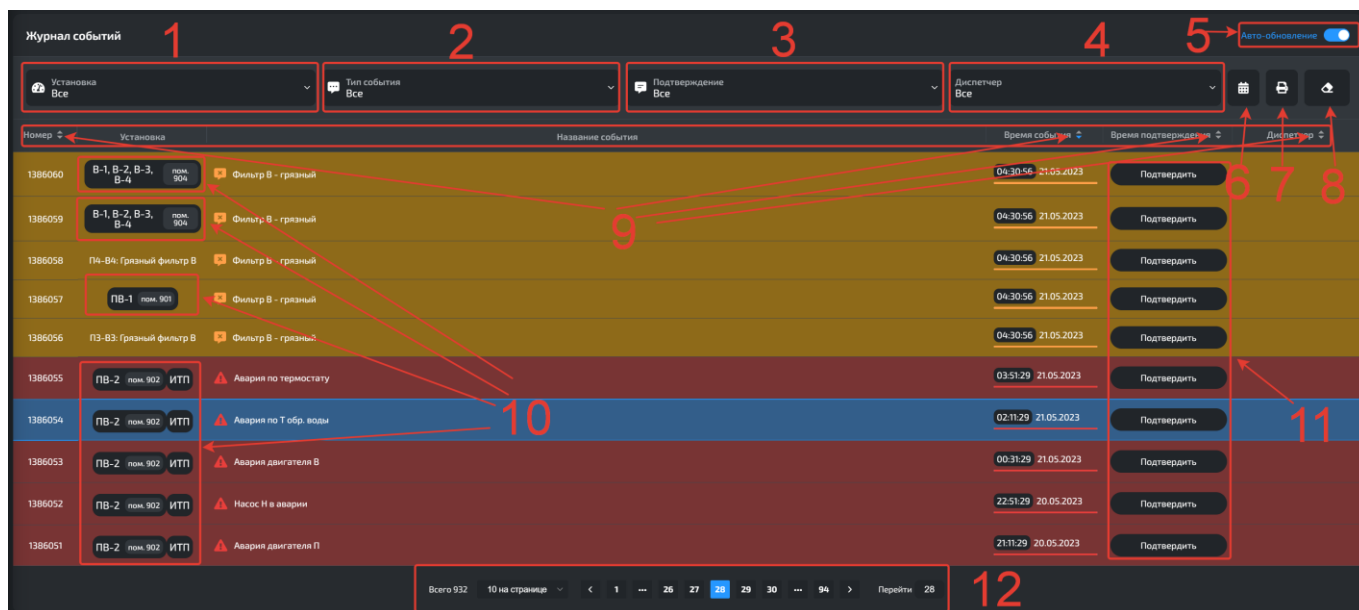 Журнал событий
1
2
3
4
5
Авто-обновление
Установка
Все
Тип события
Все
Подтверждение
Все
Диспетчер
Все
6
7
8
Номер
Установка
Название события
Время события
Время подтверждения
Диспетчер
9
1386060 В-1, В-2, В-3, В-4 пом. 904 Фильтр В - грязный 04:30:56 21.05.2023 Подтвердить
1386059 В-1, В-2, В-3, В-4 пом. 904 Фильтр В - грязный 04:30:56 21.05.2023 Подтвердить
1386058 П4-В4: Грязный фильтр В Фильтр В - грязный 04:30:56 21.05.2023 Подтвердить
1386057 ПВ-1 пом. 901 Фильтр В - грязный 04:30:56 21.05.2023 Подтвердить
1386056 П3-В3: Грязный фильтр В Фильтр В - грязный 04:30:56 21.05.2023 Подтвердить
1386055 ПВ-2 пом. 902 ИТП Авария по термостату 03:51:29 21.05.2023 Подтвердить
1386054 ПВ-2 пом. 902 ИТП Авария по Т обр. воды 02:11:29 21.05.2023 Подтвердить
10
11
1386053 ПВ-2 пом. 902 ИТП Авария двигателя В 00:31:29 21.05.2023 Подтвердить
1386052 ПВ-2 пом. 902 ИТП Насос Н в аварии 22:51:29 20.05.2023 Подтвердить
1386051 ПВ-2 пом. 902 ИТП Авария двигателя П 21:11:29 20.05.2023 Подтвердить
Всего 932 10 на странице < 1 ••• 26 27 28 29 30 ••• 94 > Перейти 28
12